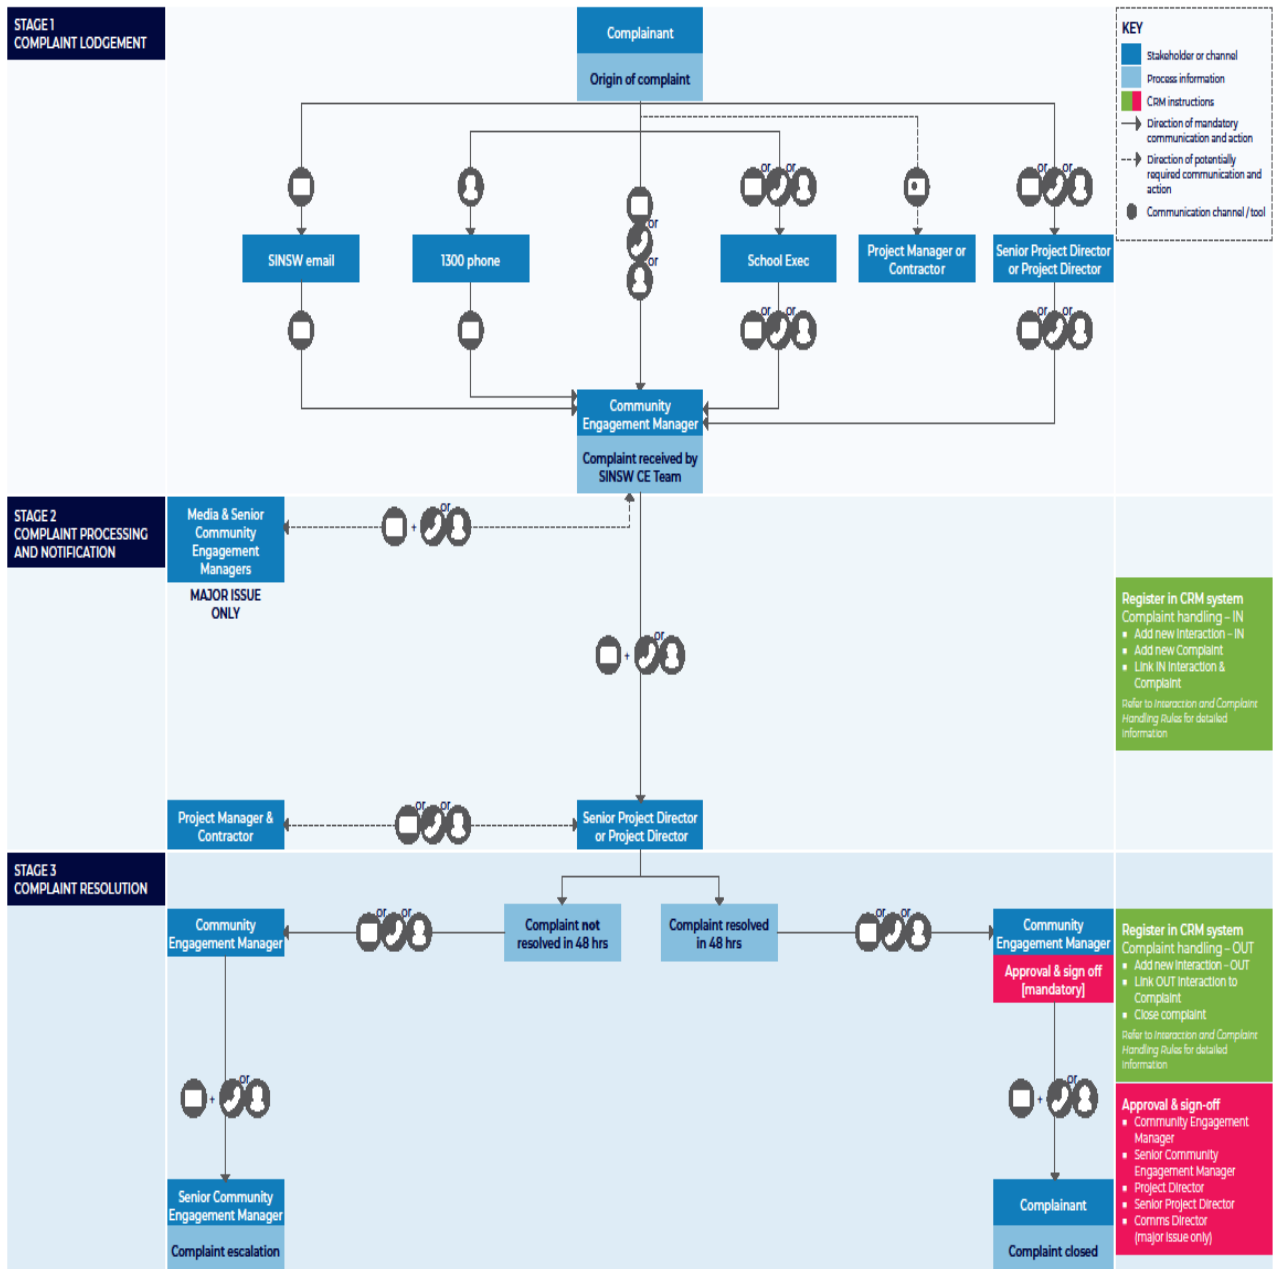 STAGE 1
COMPLAINT LODGEMENT
Complainant
Origin of complaint
KEY
Stakeholder or channel
Process information
CRM instructions
Direction of mandatory
communication and action
Direction of potentially
required communication and
action
Communication channel / tool
or or
or or
or
or
SINSW email
1300 phone
School Exec
Project Manager or
Contractor
Senior Project Director
or Project Director
or or
or or
Community
Engagement Manager
Complaint received by
SINSW CE Team
STAGE 2
COMPLAINT PROCESSING
AND NOTIFICATION
Media & Senior
Community
Engagement
Managers
MAJOR ISSUE
ONLY
+ or
+ or
Register in CRM system
Complaint handling – IN
▪ Add new Interaction – IN
▪ Add new Complaint
▪ Link IN Interaction &
Complaint
Refer to Interaction and Complaint
Handling Rules for detailed
information
Project Manager &
Contractor
or or
Senior Project Director
or Project Director
STAGE 3
COMPLAINT RESOLUTION
Community
Engagement Manager
or or
Complaint not
resolved in 48 hrs
Complaint resolved
in 48 hrs
or or
Community
Engagement Manager
Approval & sign off
[mandatory]
Register in CRM system
Complaint handling – OUT
▪ Add new Interaction – OUT
▪ Link OUT Interaction to
Complaint
▪ Close complaint
Refer to Interaction and Complaint
Handling Rules for detailed
information
+ or
+ or
Approval & sign-off
▪ Community Engagement
Manager
▪ Senior Community
Engagement Manager
▪ Project Director
▪ Senior Project Director
▪ Comms Director
(major issue only)
Senior Community
Engagement Manager
Complaint escalation
Complainant
Complaint closed